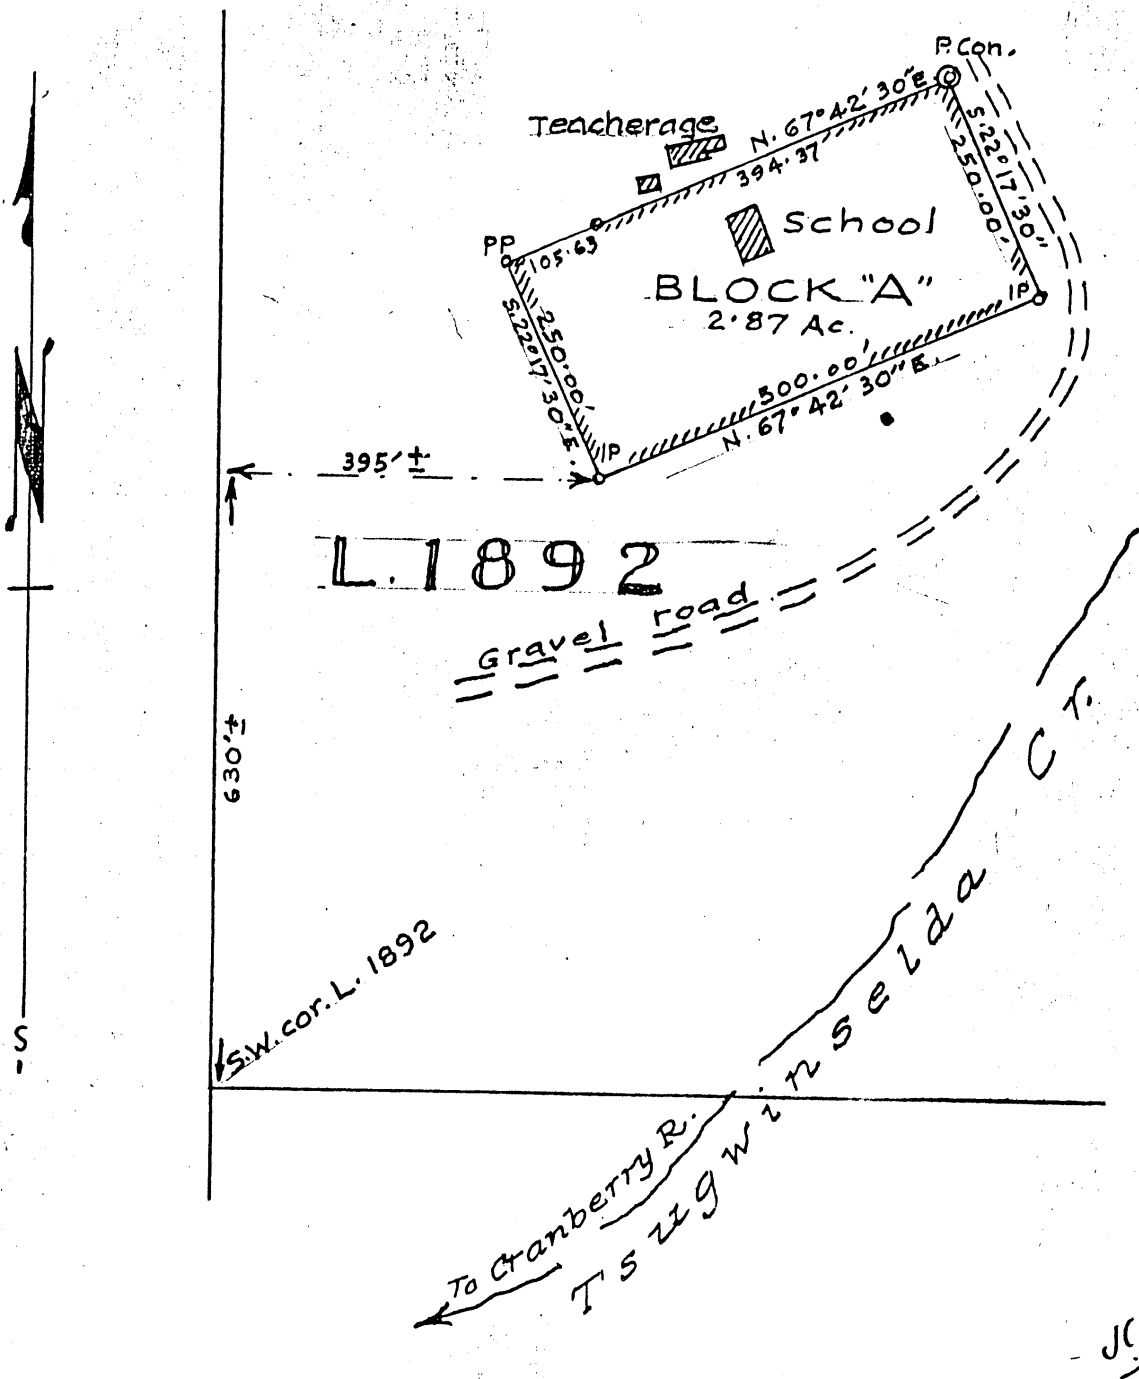 P. Con.
Teacherage
N. 67° 42' 30" E.
394.37
S. 22° 17' 30"
250.00'
School
PP
105.63
BLOCK "A"
2.87 Ac.
IP
250.00'
S. 22° 17' 30" E.
500.00'
N. 67° 42' 30" E.
IP
395' ±
L. 1892
Gravel road
630' ±
S.W. cor. L. 1892
S
Tsugwinselda Cr.
To Cranberry R.